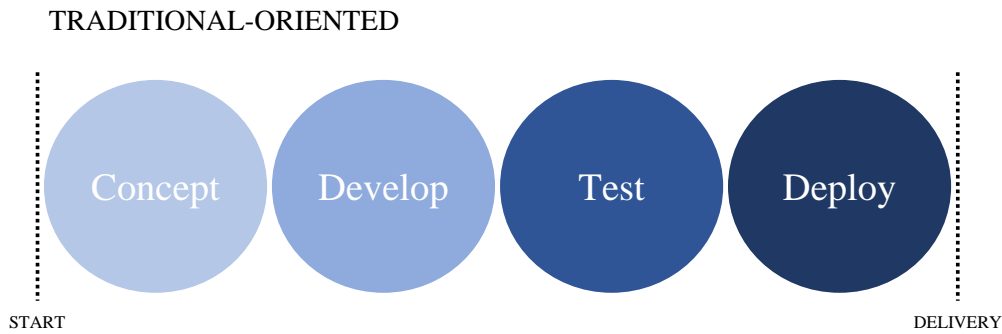 TRADITIONAL-ORIENTED
Concept
Develop
Test
Deploy
START
DELIVERY